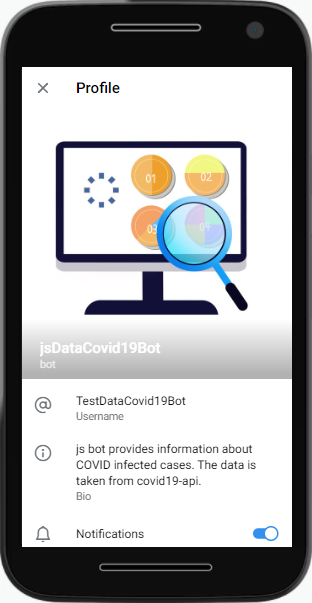 Profile
01
02
03
04
jsDataCovid19Bot
bot
TestDataCovid19Bot
Username
js bot provides information about
COVID infected cases. The data is
taken from covid19-api.
Bio
Notifications